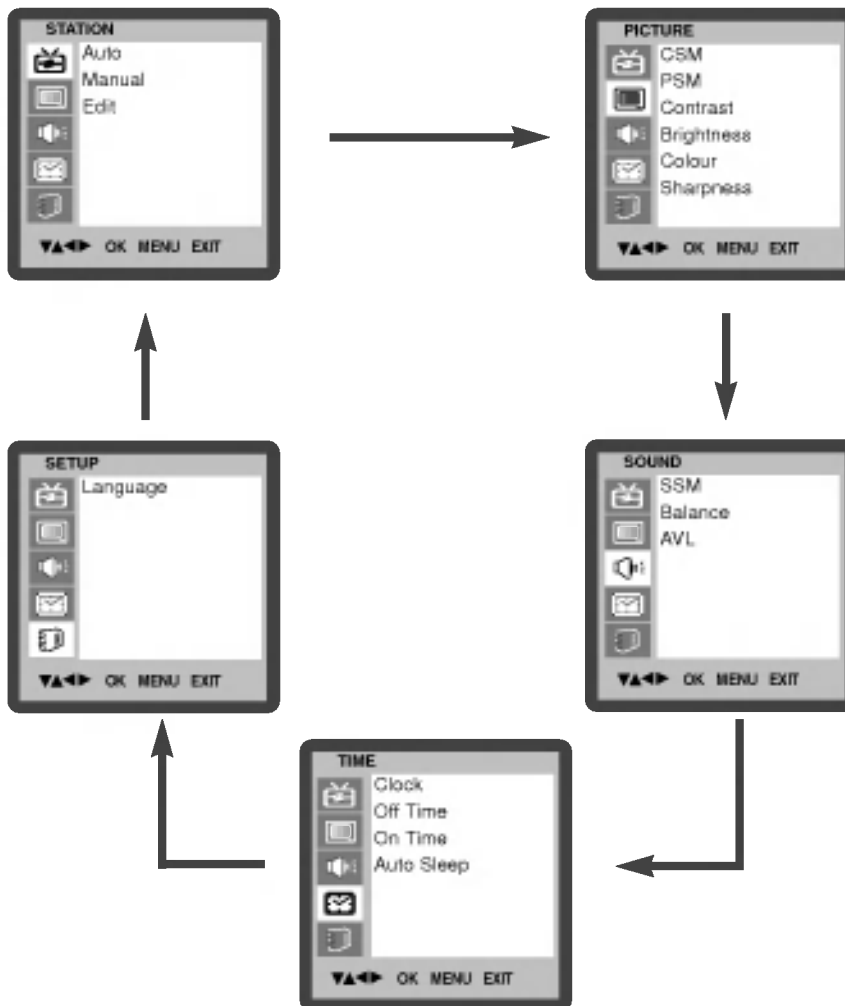 STATION
Auto
Manual
Edit
▼▲◀▶ OK MENU EXIT
PICTURE
CSM
PSM
Contrast
Brightness
Colour
Sharpness
▼▲◀▶ OK MENU EXIT
SETUP
Language
▼▲◀▶ OK MENU EXIT
SOUND
SSM
Balance
AVL
▼▲◀▶ OK MENU EXIT
TIME
Clock
Off Time
On Time
Auto Sleep
▼▲◀▶ OK MENU EXIT